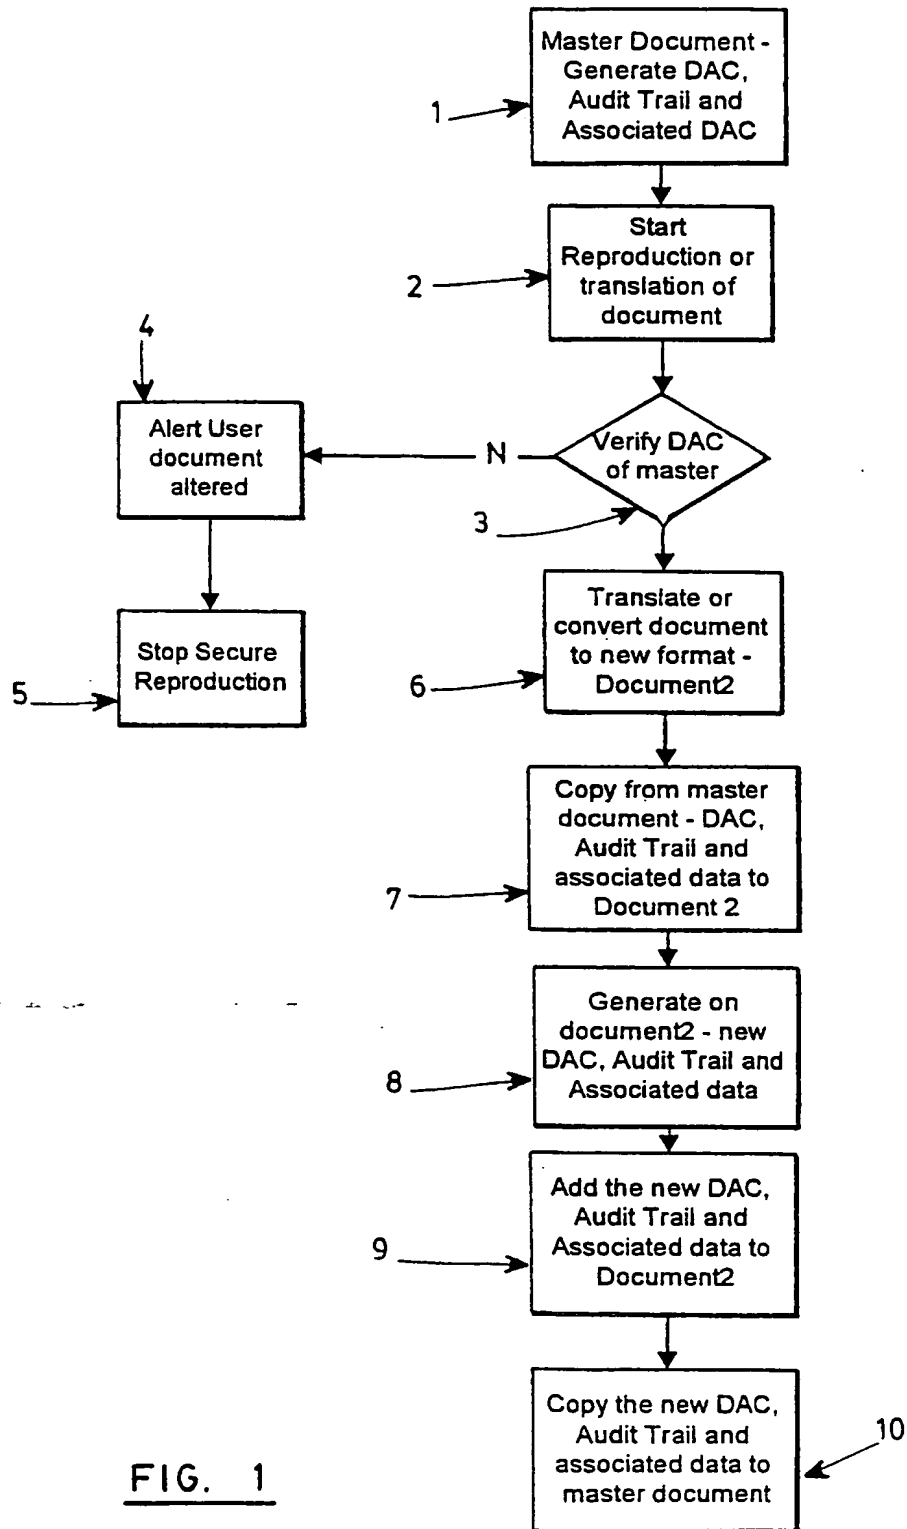 Master Document -
Generate DAC,
Audit Trail and
Associated DAC
1
Start
Reproduction or
translation of
document
2
4
Alert User
document
altered
N
Verify DAC
of master
3
Stop Secure
Reproduction
5
Translate or
convert document
to new format -
Document2
6
Copy from master
document - DAC,
Audit Trail and
associated data to
Document 2
7
Generate on
document2 - new
DAC, Audit Trail and
Associated data
8
Add the new DAC,
Audit Trail and
Associated data to
Document2
9
Copy the new DAC,
Audit Trail and
associated data to
master document
10
FIG. 1